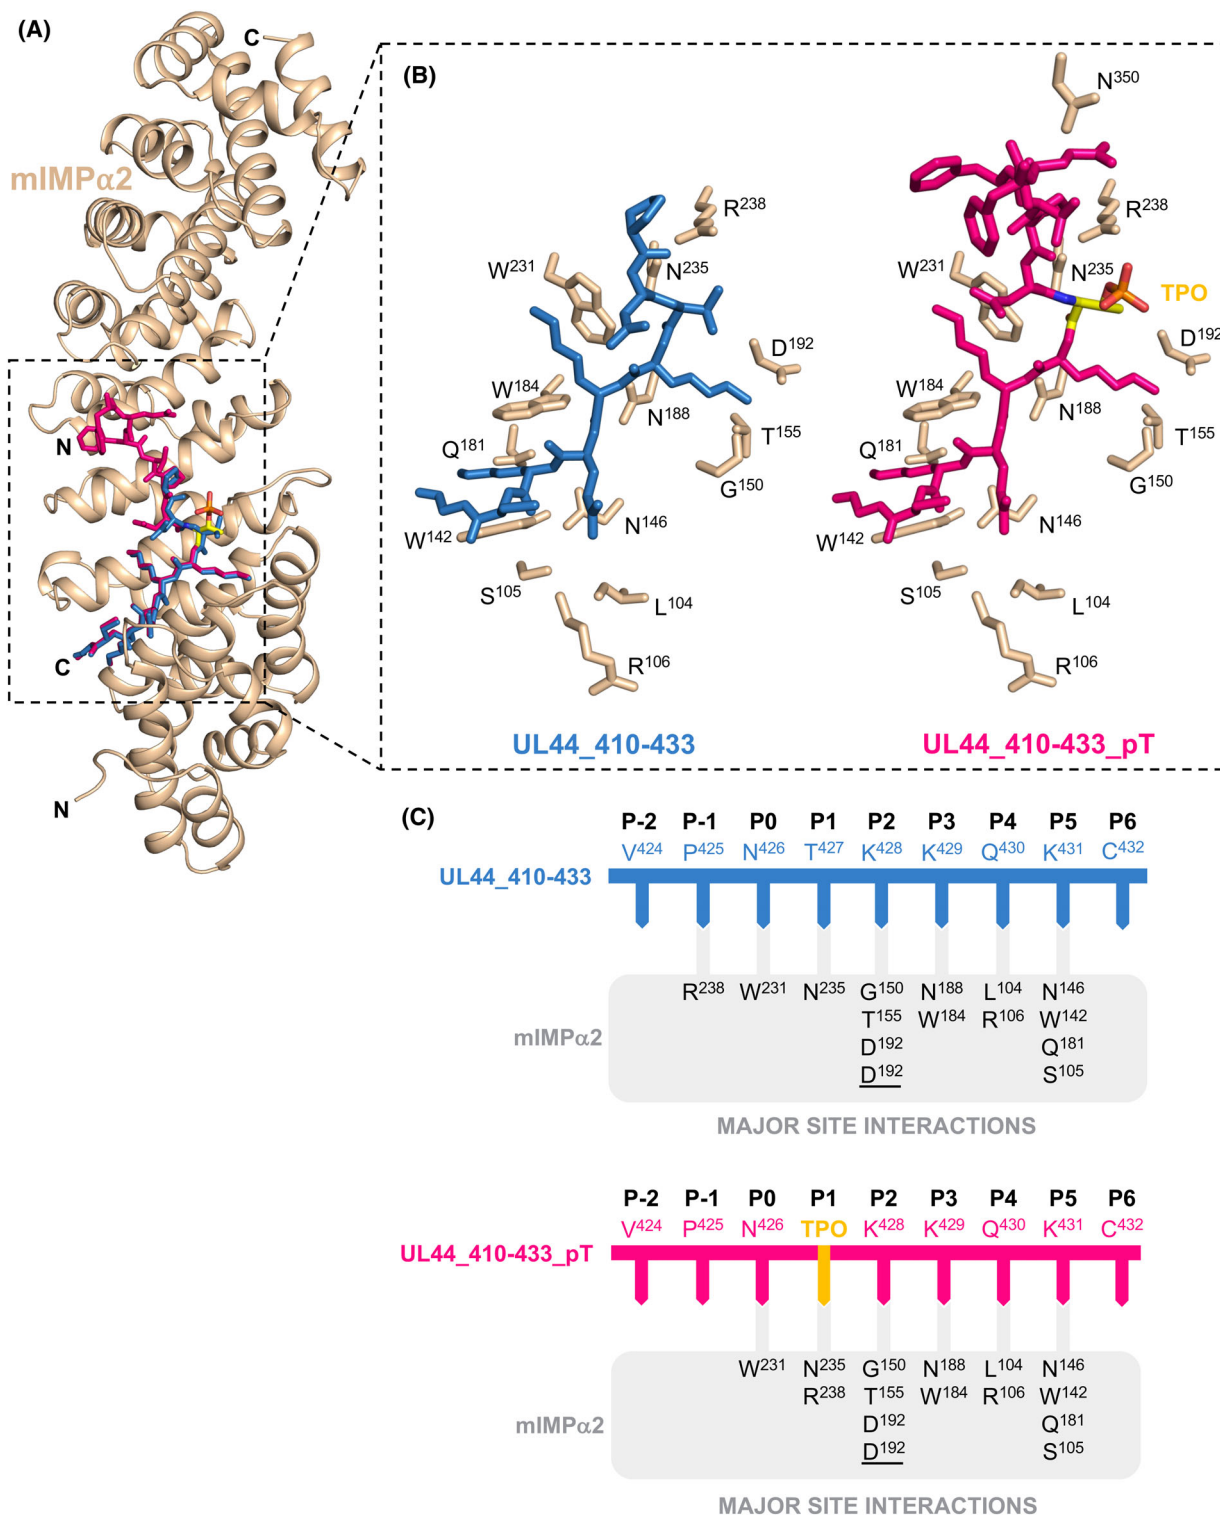 (A)
C
mIMPα2
N
C
N
(B)
N350
R238
W231
N235
D192
W184
N188
T155
Q181
G150
N146
W142
S105
L104
R106
UL44_410-433
R238
W231
N235
TPO
D192
W184
N188
T155
Q181
G150
N146
W142
S105
L104
R106
UL44_410-433_pT
(C)
P-2 P-1 P0 P1 P2 P3 P4 P5 P6
V424 P425 N426 T427 K428 K429 Q430 K431 C432
UL44_410-433
R238 W231 N235 G150 N188 L104 N146
T155 W184 R106 W142
mIMPα2 D192 Q181
D192 S105
MAJOR SITE INTERACTIONS
P-2 P-1 P0 P1 P2 P3 P4 P5 P6
V424 P425 N426 TPO K428 K429 Q430 K431 C432
UL44_410-433_pT
W231 N235 G150 N188 L104 N146
R238 T155 W184 R106 W142
mIMPα2 D192 Q181
D192 S105
MAJOR SITE INTERACTIONS